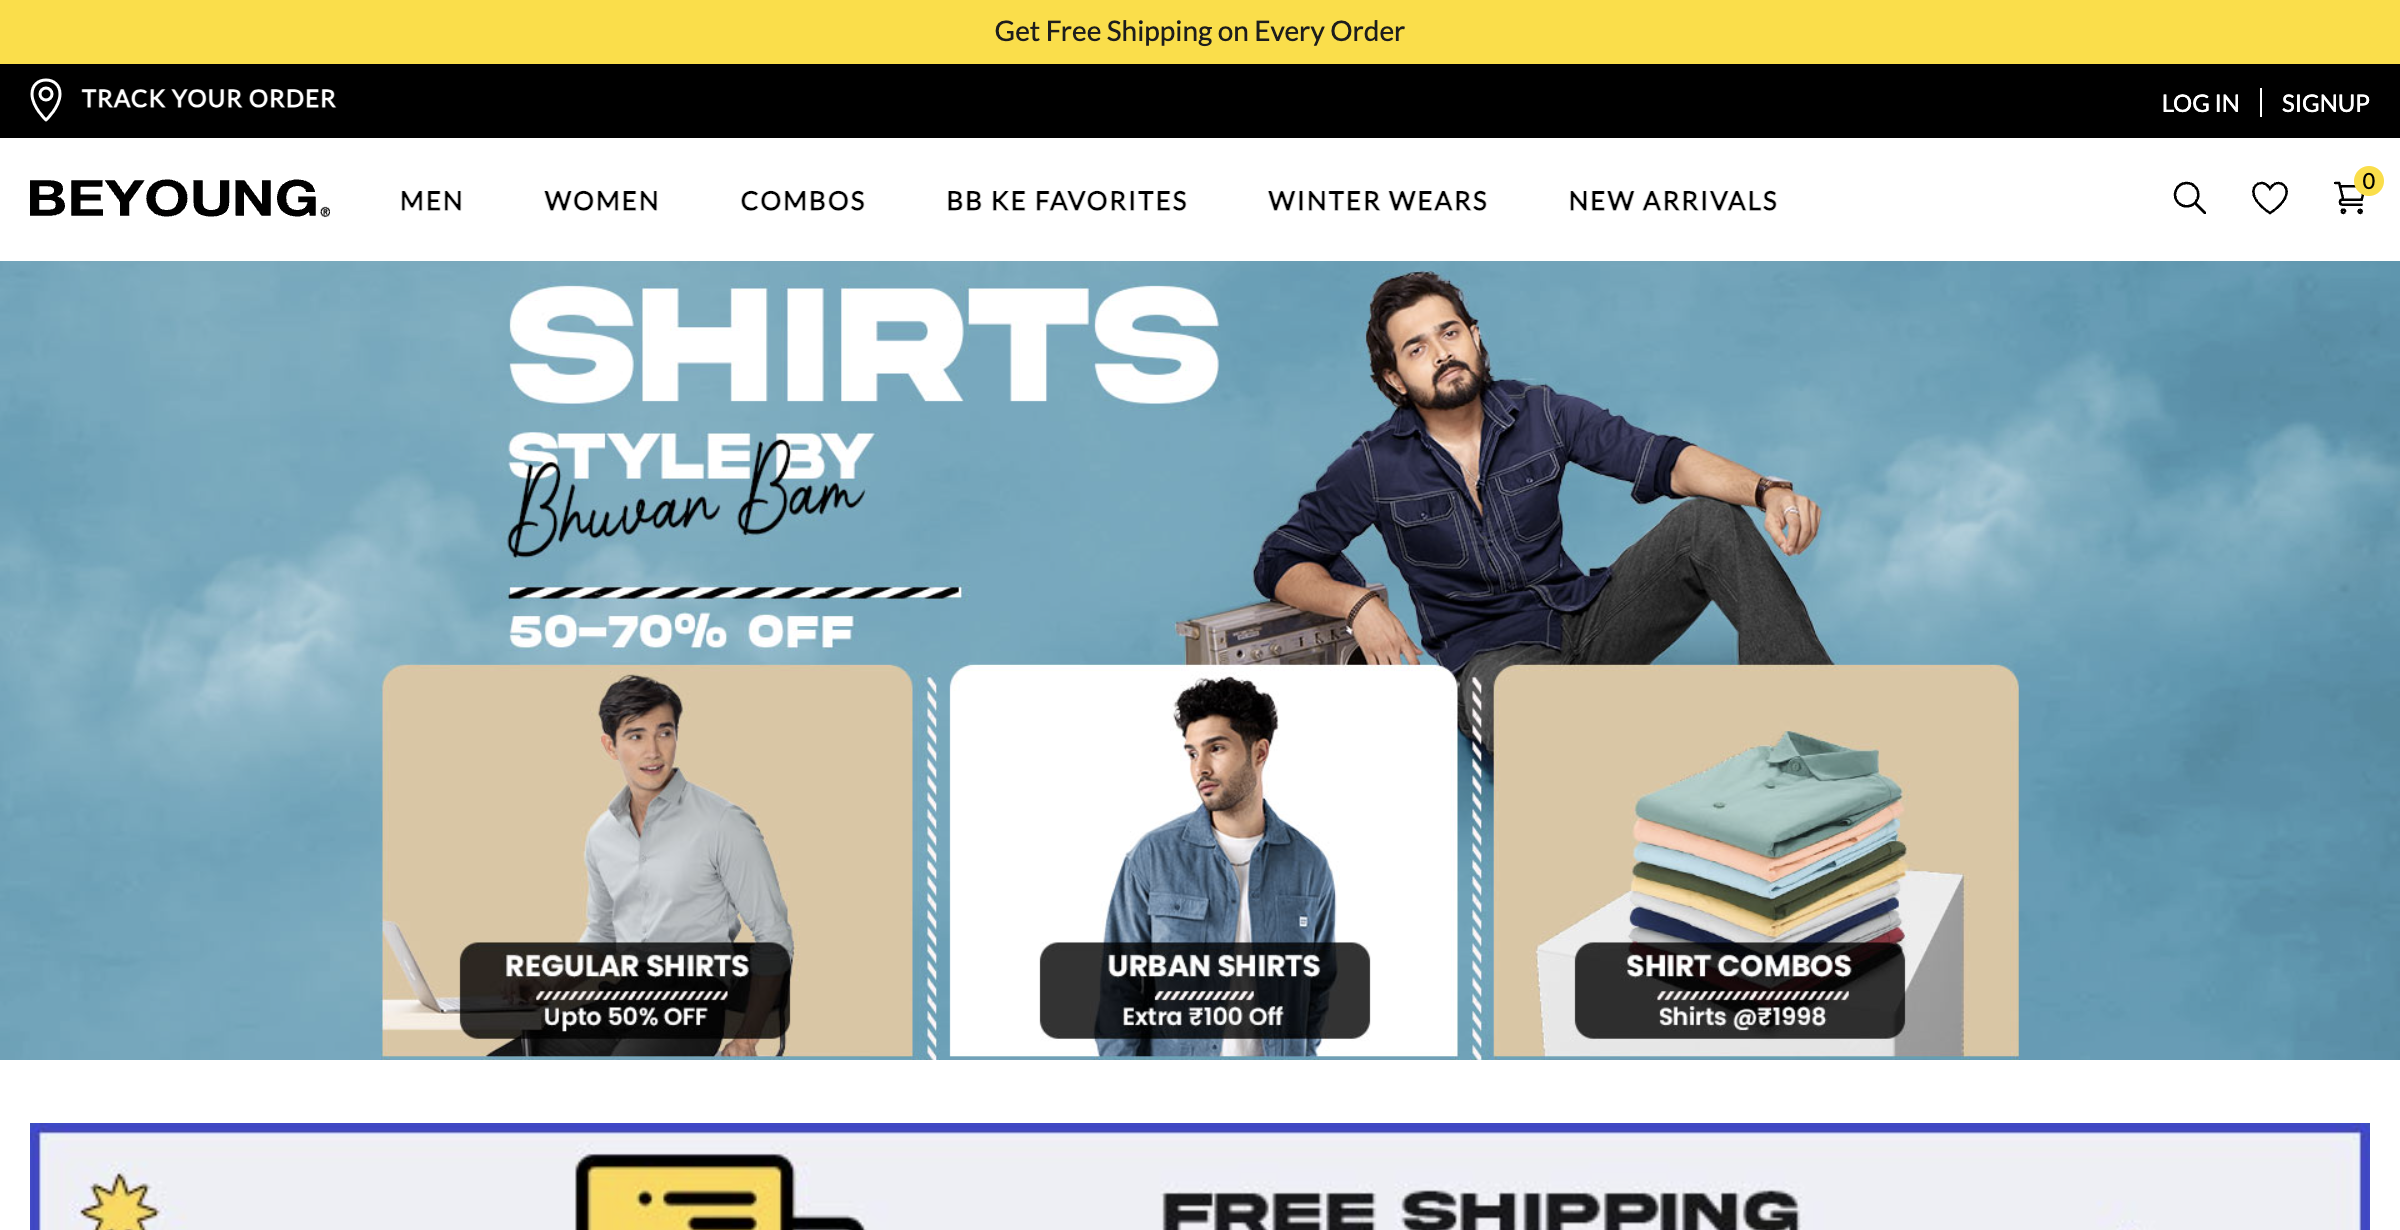 Get Free Shipping on Every Order
TRACK YOUR ORDER
LOG IN | SIGNUP
BEYOUNG®
MEN
WOMEN
COMBOS
BB KE FAVORITES
WINTER WEARS
NEW ARRIVALS
0
SHIRTS
STYLE BY
Bhuvan Bam
50-70% OFF
REGULAR SHIRTS
Upto 50% OFF
URBAN SHIRTS
Extra ₹100 Off
SHIRT COMBOS
Shirts @₹1998
FREE SHIPPING